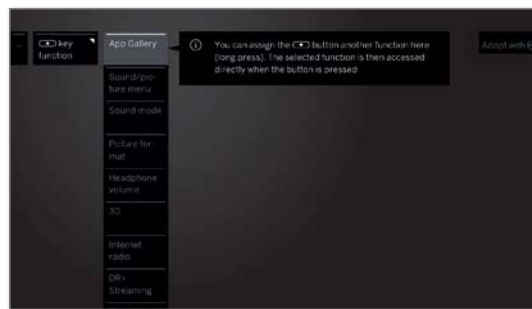 key
function
App Gallery
You can assign the button another function here
(long press). The selected function is then accessed
directly when the button is pressed.
Adept with
Sound/pic-
ture menu
Sound mode
Picture for-
mat
Headphone
volume
3D
Internet
radio
DR+
Streaming